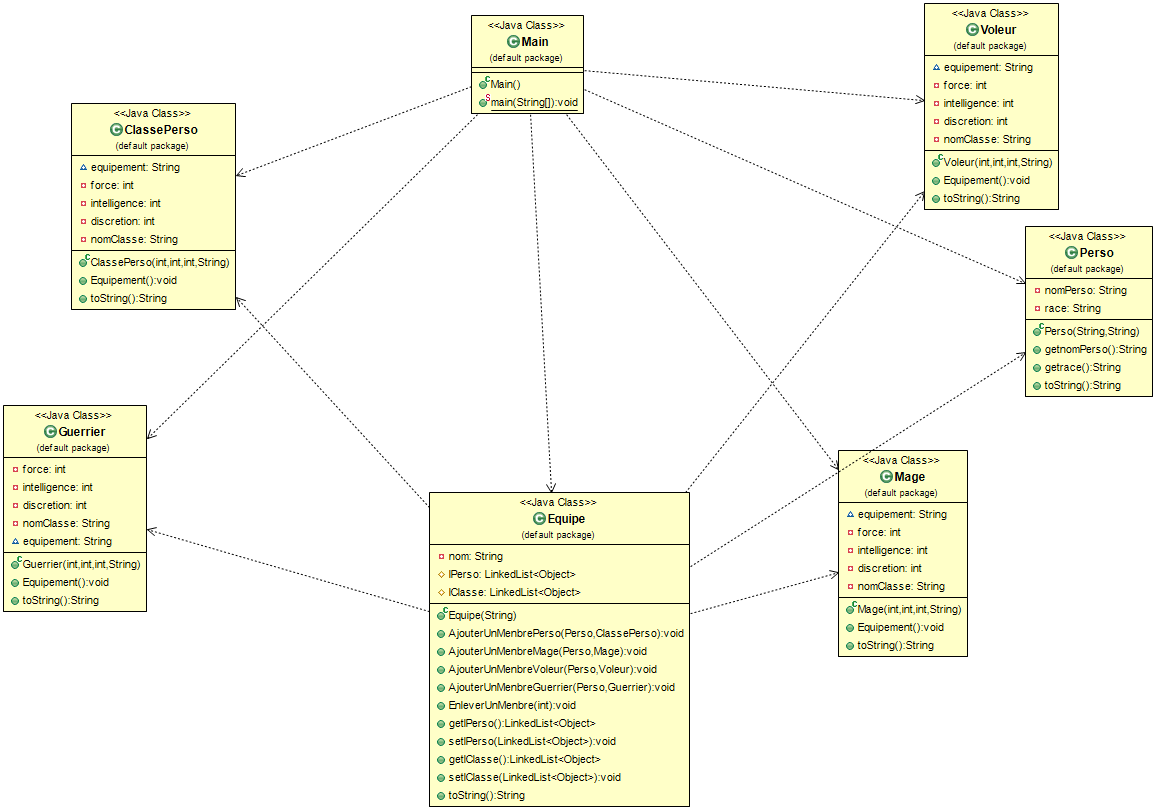 <<Java Class>>
Main
(default package)
Main()
main(String[]):void
<<Java Class>>
Voleur
(default package)
equipement: String
force: int
intelligence: int
discretion: int
nomClasse: String
Voleur(int,int,int,String)
Equipement():void
toString():String
<<Java Class>>
ClassePerso
(default package)
equipement: String
force: int
intelligence: int
discretion: int
nomClasse: String
ClassePerso(int,int,int,String)
Equipement():void
toString():String
<<Java Class>>
Perso
(default package)
nomPerso: String
race: String
Perso(String,String)
getnomPerso():String
getrace():String
toString():String
<<Java Class>>
Guerrier
(default package)
force: int
intelligence: int
discretion: int
nomClasse: String
equipement: String
Guerrier(int,int,int,String)
Equipement():void
toString():String
<<Java Class>>
Equipe
(default package)
nom: String
lPerso: LinkedList<Object>
lClasse: LinkedList<Object>
Equipe(String)
AjouterUnMenbrePerso(Perso,ClassePerso):void
AjouterUnMenbreMage(Perso,Mage):void
AjouterUnMenbreVoleur(Perso,Voleur):void
AjouterUnMenbreGuerrier(Perso,Guerrier):void
EnleverUnMenbre(int):void
getlPerso():LinkedList<Object>
setlPerso(LinkedList<Object>):void
getlClasse():LinkedList<Object>
setlClasse(LinkedList<Object>):void
toString():String
<<Java Class>>
Mage
(default package)
equipement: String
force: int
intelligence: int
discretion: int
nomClasse: String
Mage(int,int,int,String)
Equipement():void
toString():String